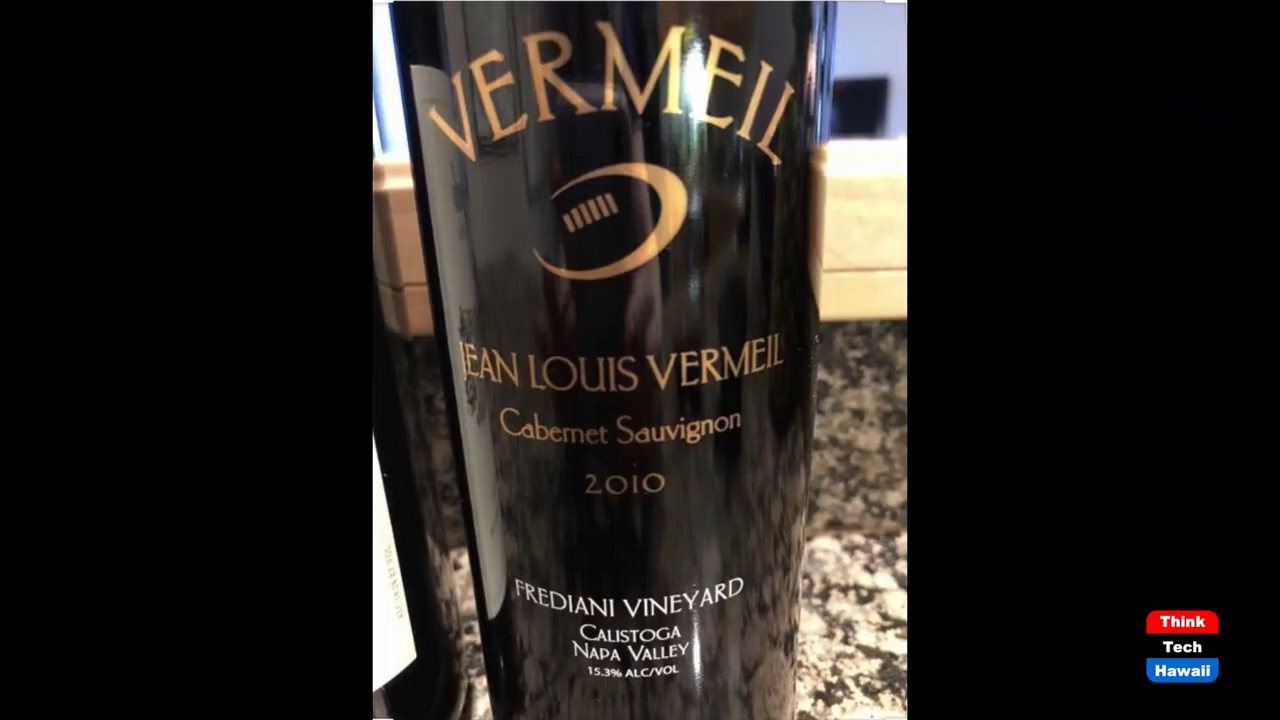 VERMEIL
JEAN LOUIS VERMEIL
Cabernet Sauvignon
2010
FREDIANI VINEYARD
CALISTOGA
NAPA VALLEY
15.3% ALC/VOL
Think
Tech
Hawaii